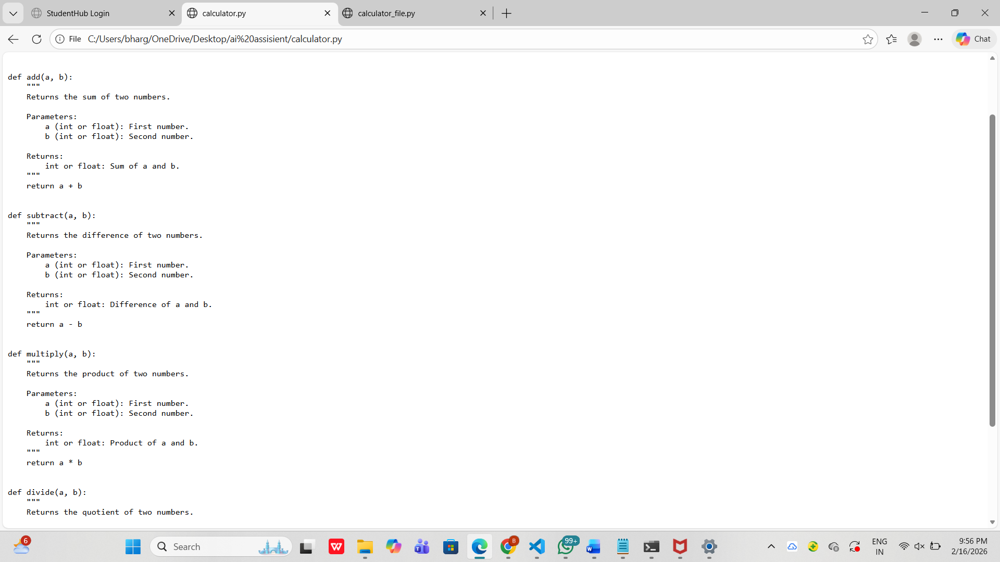 StudentHub Login
calculator.py
calculator_file.py
File C:/Users/bharg/OneDrive/Desktop/ai%20assisient/calculator.py
Chat
def add(a, b):
    """
    Returns the sum of two numbers.

    Parameters:
        a (int or float): First number.
        b (int or float): Second number.

    Returns:
        int or float: Sum of a and b.
    """
    return a + b


def subtract(a, b):
    """
    Returns the difference of two numbers.

    Parameters:
        a (int or float): First number.
        b (int or float): Second number.

    Returns:
        int or float: Difference of a and b.
    """
    return a - b


def multiply(a, b):
    """
    Returns the product of two numbers.

    Parameters:
        a (int or float): First number.
        b (int or float): Second number.

    Returns:
        int or float: Product of a and b.
    """
    return a * b


def divide(a, b):
    """
    Returns the quotient of two numbers.
6
Search
W
T
B
99+
W
ENG
IN
9:56 PM
2/16/2026